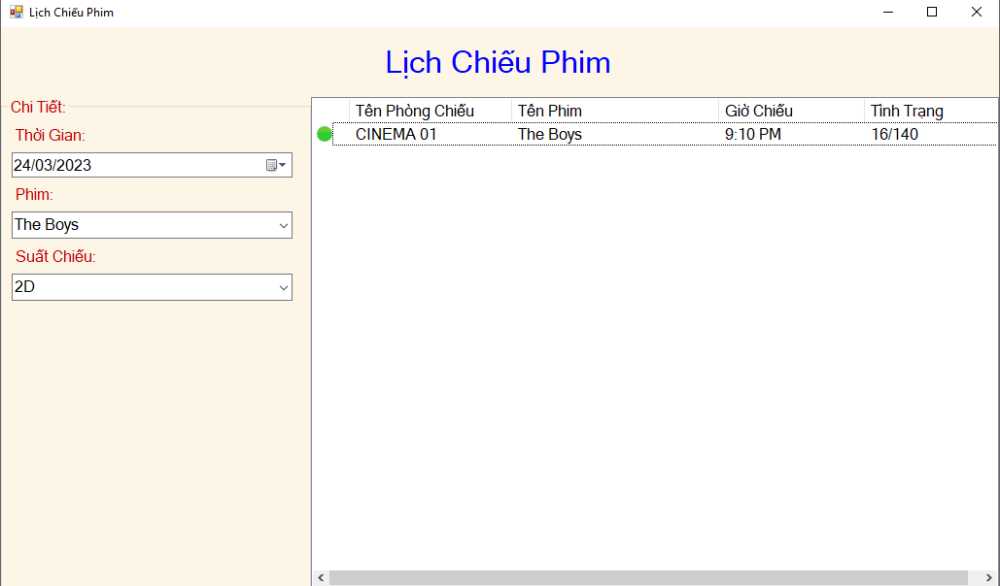 Lịch Chiếu Phim
Lịch Chiếu Phim
Chi Tiết:
Thời Gian:
24/03/2023
Phim:
The Boys
Suất Chiếu:
2D
Tên Phòng Chiếu Tên Phim Giờ Chiếu Tình Trạng
CINEMA 01 The Boys 9:10 PM 16/140